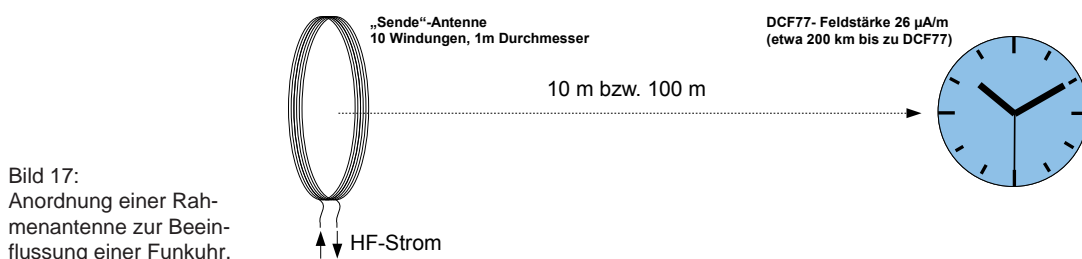 „Sende“-Antenne
10 Windungen, 1m Durchmesser
DCF77- Feldstärke 26 µA/m
(etwa 200 km bis zu DCF77)
10 m bzw. 100 m
Bild 17:
Anordnung einer Rah-
menantenne zur Beein-
flussung einer Funkuhr.
HF-Strom